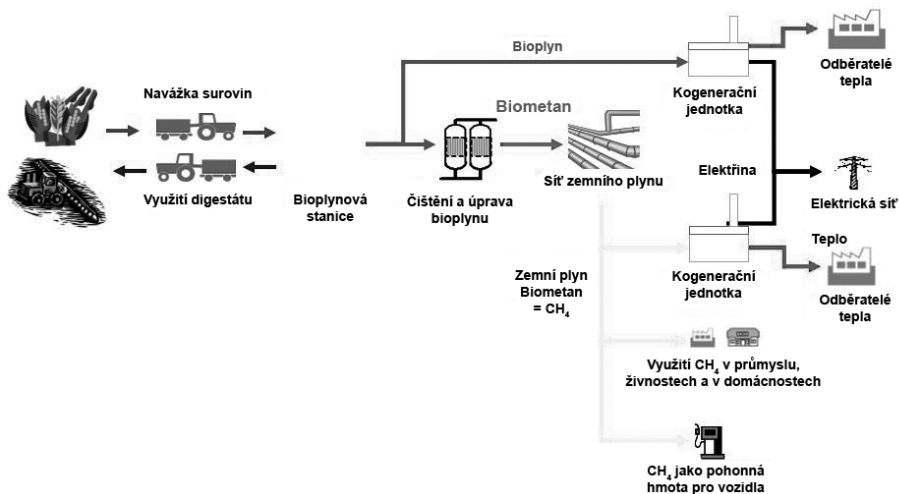 Navážka surovin
Využití digestátu
Bioplynová
stanice
Bioplyn
Biometan
Čištění a úprava
bioplynu
Síť zemního plynu
Kogenerační
jednotka
Odběratelé
tepla
Elektřina
Elektrická síť
Kogenerační
jednotka
Teplo
Odběratelé
tepla
Zemní plyn
Biometan
= CH₄
Využití CH₄ v průmyslu,
živnostech a v domácnostech
CH₄ jako pohonná
hmota pro vozidla